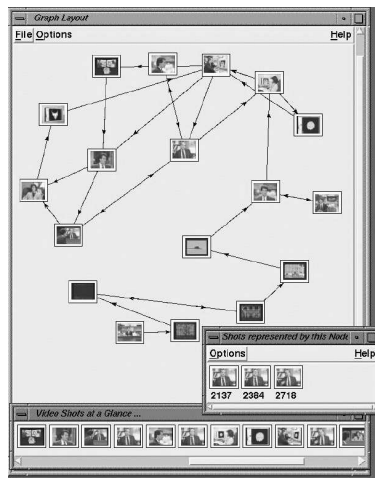 Graph Layout
File Options Help
Shots represented by this Node
Options Help
2137 2384 2718
Video Shots at a Glance ...